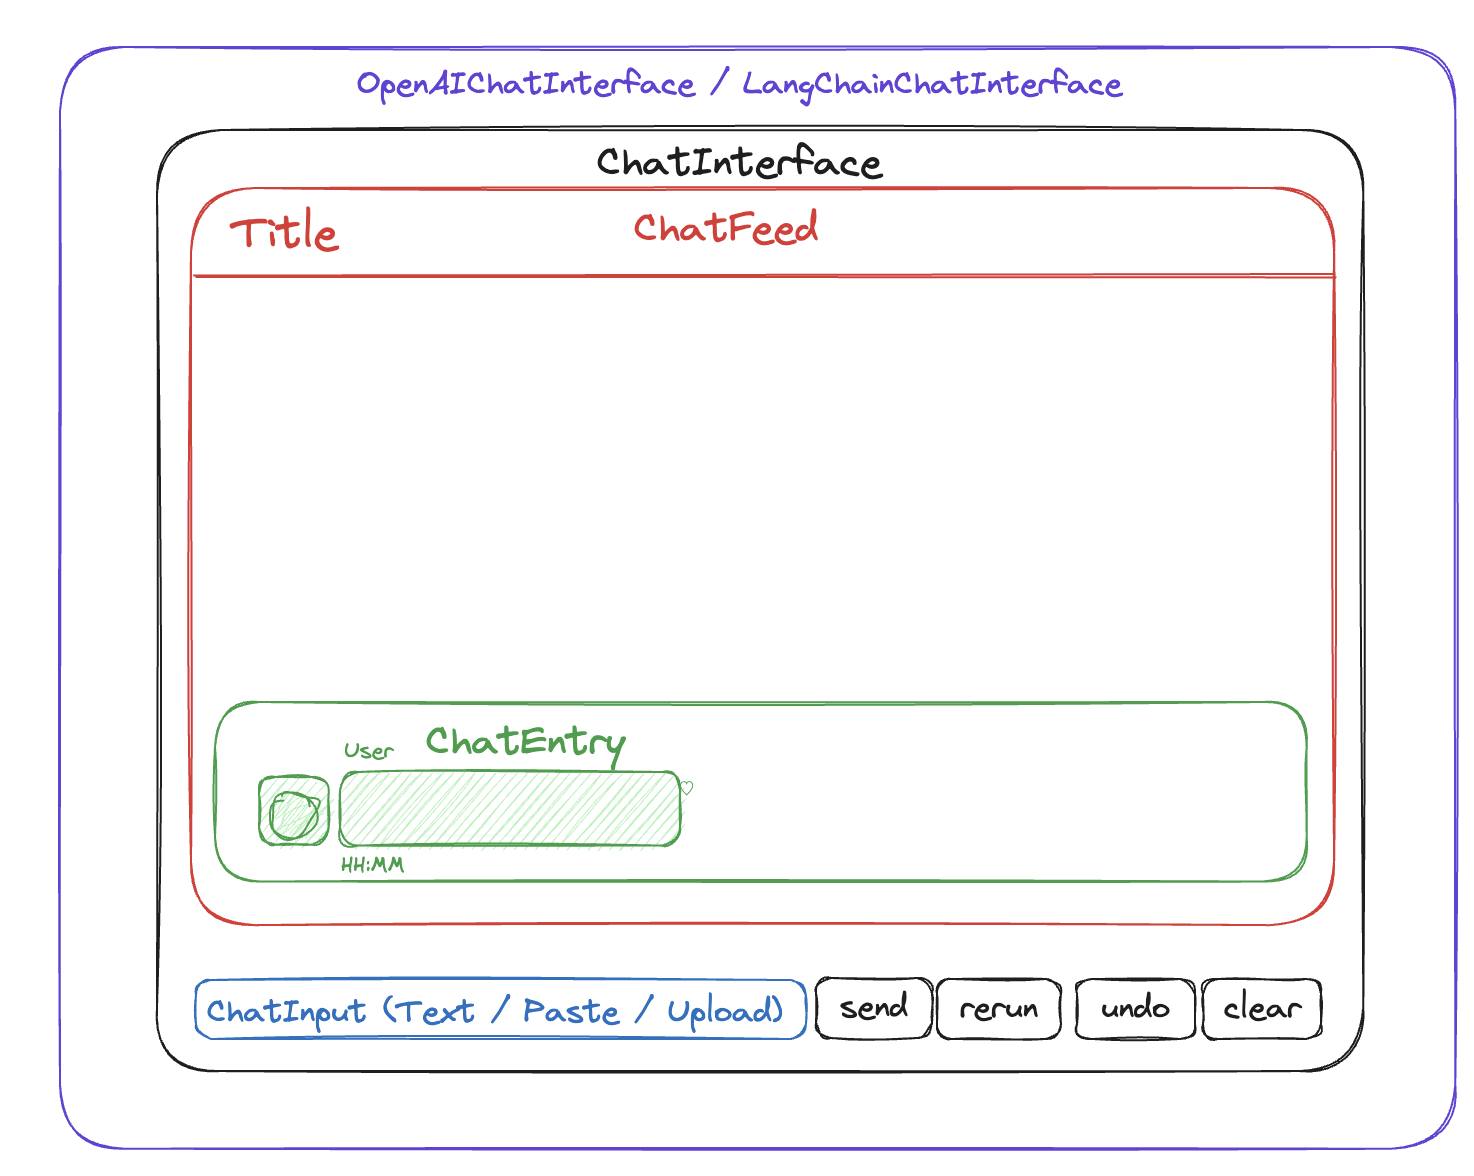 OpenAIChatInterface / LangChainChatInterface
ChatInterface
Title ChatFeed
User ChatEntry
HH:MM
ChatInput (Text / Paste / Upload) send rerun undo clear